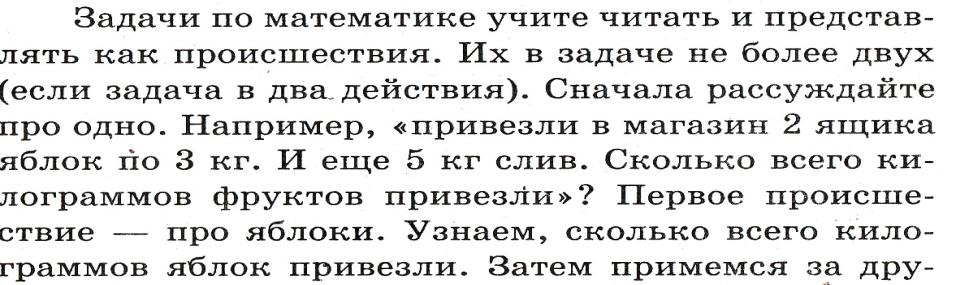 Задачи по математике учите читать и представ-
лять как происшествия. Их в задаче не более двух
(если задача в два действия). Сначала рассуждайте
про одно. Например, «привезли в магазин 2 ящика
яблок по 3 кг. И еще 5 кг слив. Сколько всего ки-
лограммов фруктов привезли»? Первое происше-
ствие — про яблоки. Узнаем, сколько всего кило-
граммов яблок привезли. Затем примемся за дру-